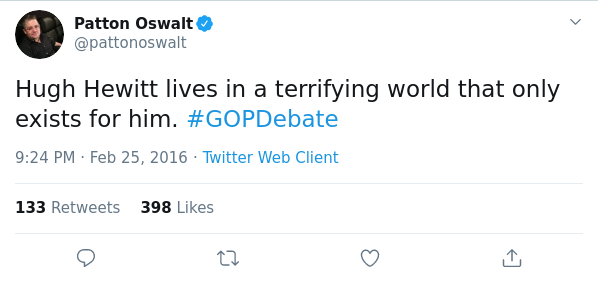 Patton Oswalt
@pattonoswalt
Hugh Hewitt lives in a terrifying world that only
exists for him. #GOPDebate
9:24 PM · Feb 25, 2016 · Twitter Web Client
133 Retweets 398 Likes